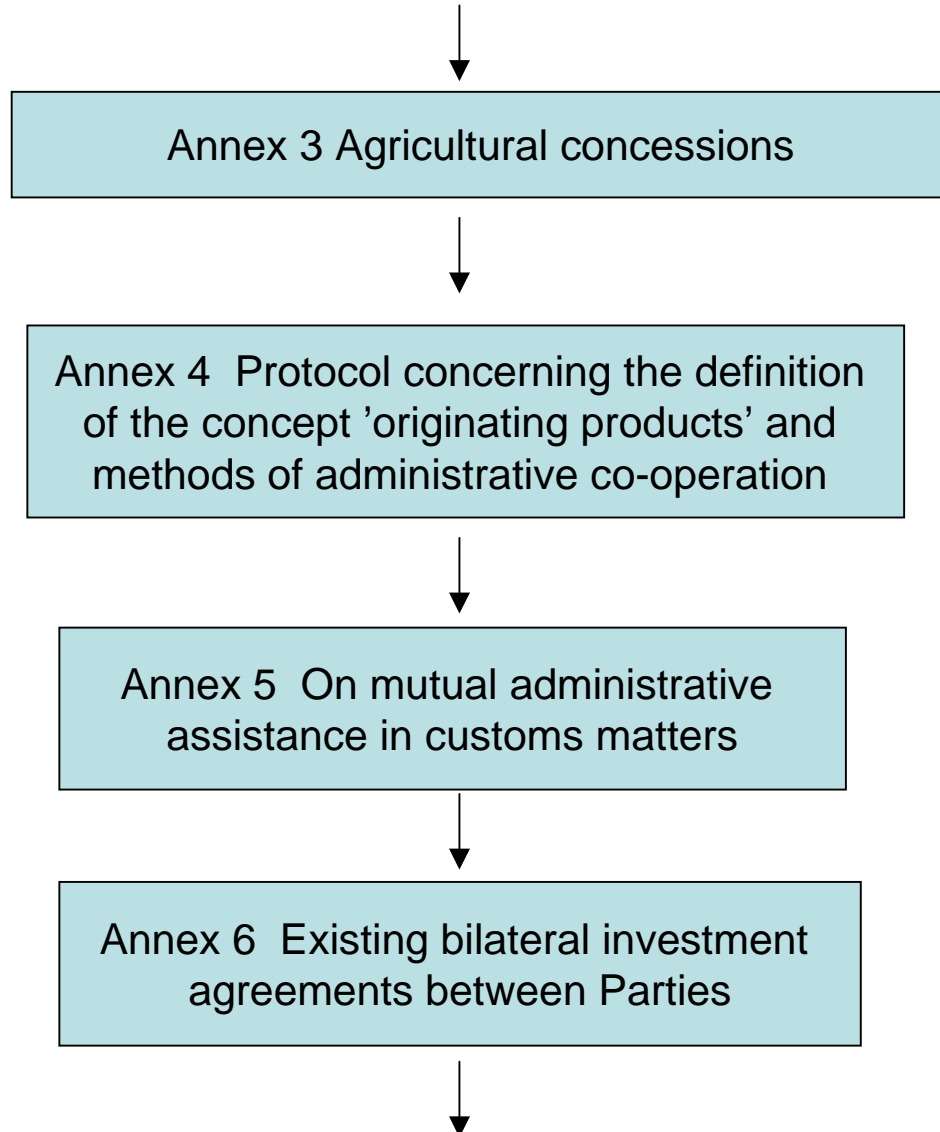 Annex 3 Agricultural concessions
Annex 4  Protocol concerning the definition
of the concept ’originating products’ and
methods of administrative co-operation
Annex 5  On mutual administrative
assistance in customs matters
Annex 6  Existing bilateral investment
agreements between Parties